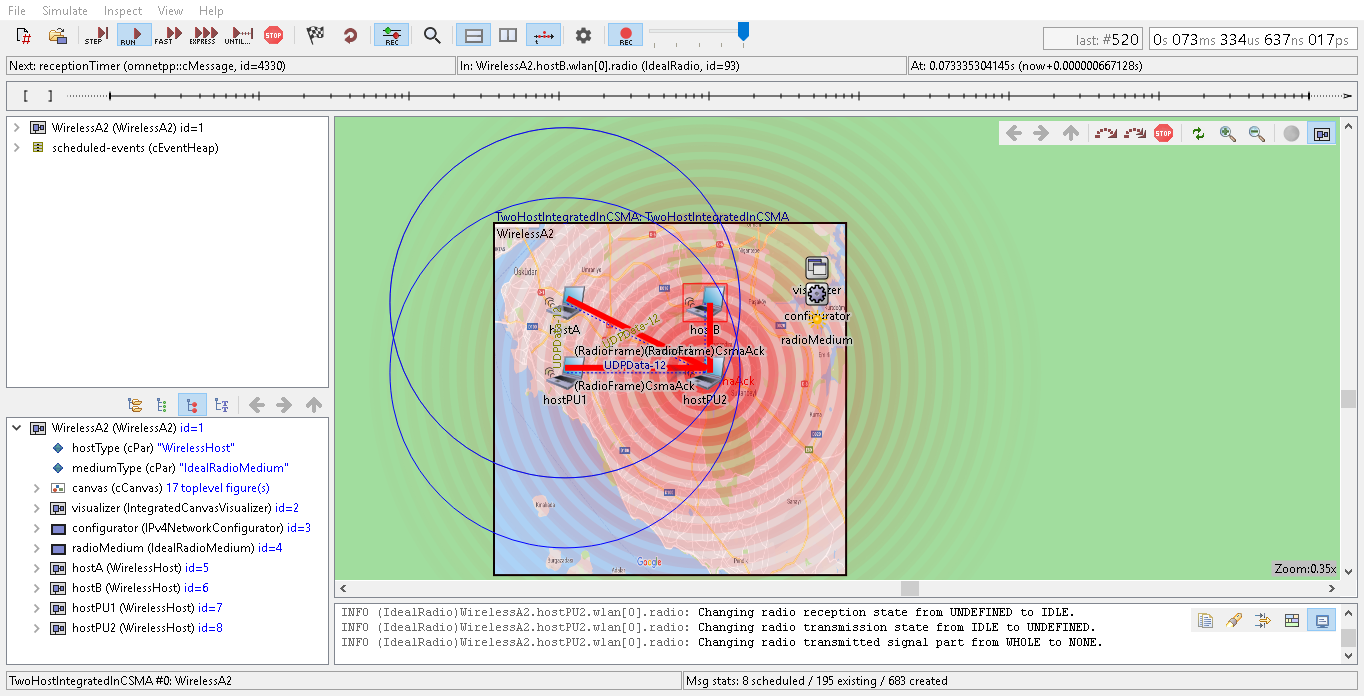 File Simulate Inspect View Help
STEP RUN FAST EXPRESS UNTIL... STOP REC REC
last: #520 0s 073ms 334us 637ns 017ps
Next: receptionTimer (omnetpp::cMessage, id=4330) In: WirelessA2.hostB.wlan[0].radio (IdealRadio, id=93) At: 0.073335304145s (now+0.000000667128s)
[ ]
WirelessA2 (WirelessA2) id=1
scheduled-events (cEventHeap)
STOP
TwoHostIntegratedInCSMA: TwoHostIntegratedInCSMA
WirelessA2
Üsküdar
Ümraniye
visualizer
configurator
radioMedium
hostA
hostB
UDPData-12
UDPData-12
(RadioFrame)(RadioFrame)CsmaAck
UDPData-12
(RadioFrame)CsmaAck
hostPU1
hostPU2
maAck
Google
Pendik
Adalar
Zoom:0.35x
WirelessA2 (WirelessA2) id=1
hostType (cPar) "WirelessHost"
mediumType (cPar) "IdealRadioMedium"
canvas (cCanvas) 17 toplevel figure(s)
visualizer (IntegratedCanvasVisualizer) id=2
configurator (IPv4NetworkConfigurator) id=3
radioMedium (IdealRadioMedium) id=4
hostA (WirelessHost) id=5
hostB (WirelessHost) id=6
hostPU1 (WirelessHost) id=7
hostPU2 (WirelessHost) id=8
INFO (IdealRadio)WirelessA2.hostPU2.wlan[0].radio: Changing radio reception state from UNDEFINED to IDLE.
INFO (IdealRadio)WirelessA2.hostPU2.wlan[0].radio: Changing radio transmission state from IDLE to UNDEFINED.
INFO (IdealRadio)WirelessA2.hostPU2.wlan[0].radio: Changing radio transmitted signal part from WHOLE to NONE.
TwoHostIntegratedInCSMA #0: WirelessA2
Msg stats: 8 scheduled / 195 existing / 683 created